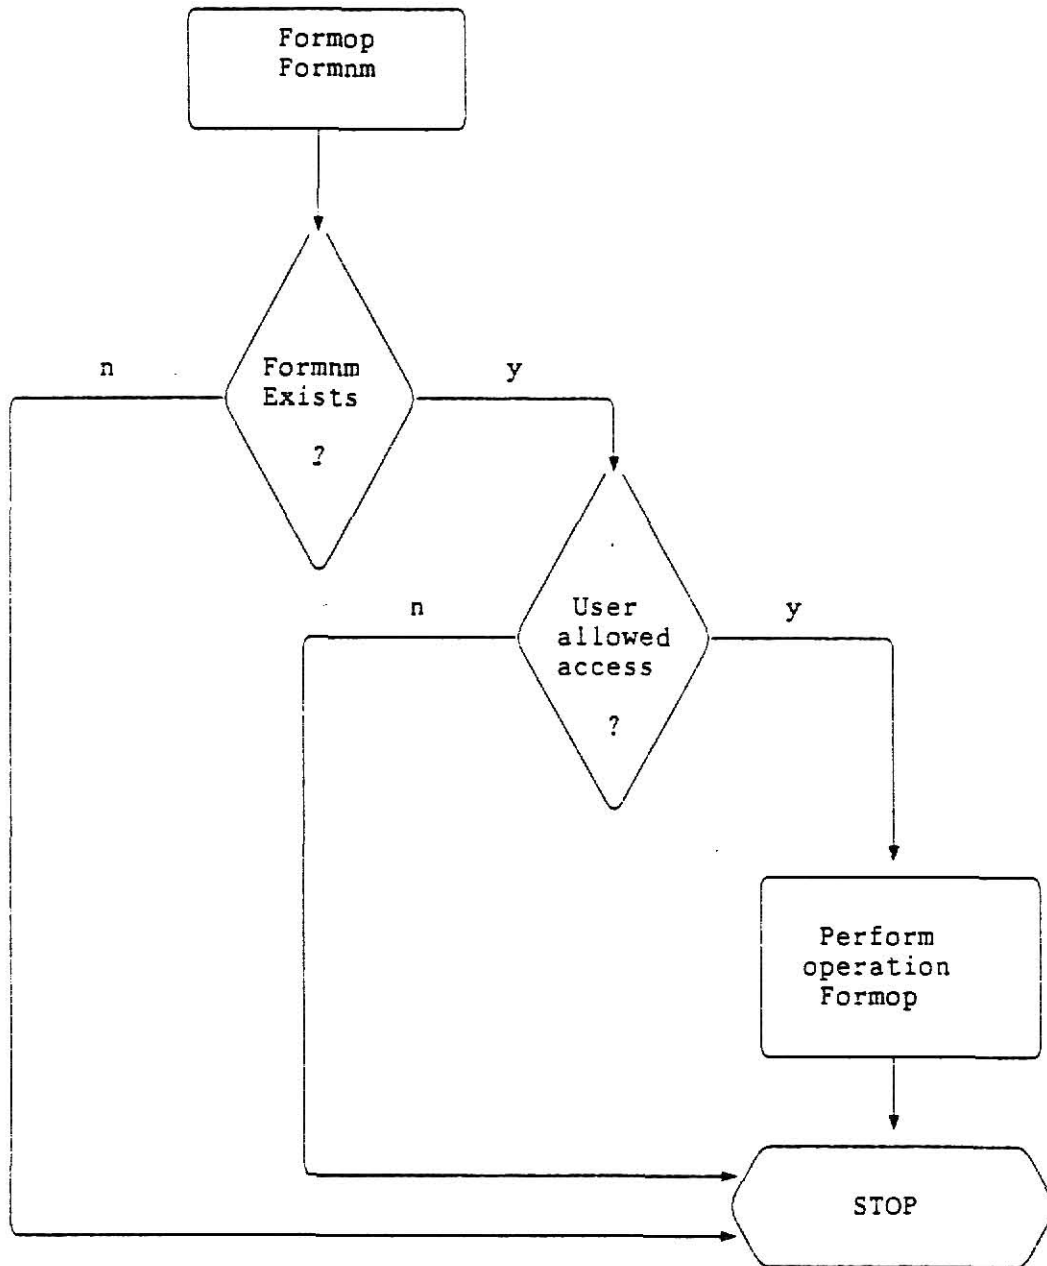 Formop
Formnm
n
Formnm
Exists
?
y
n
User
allowed
access
?
y
Perform
operation
Formop
STOP